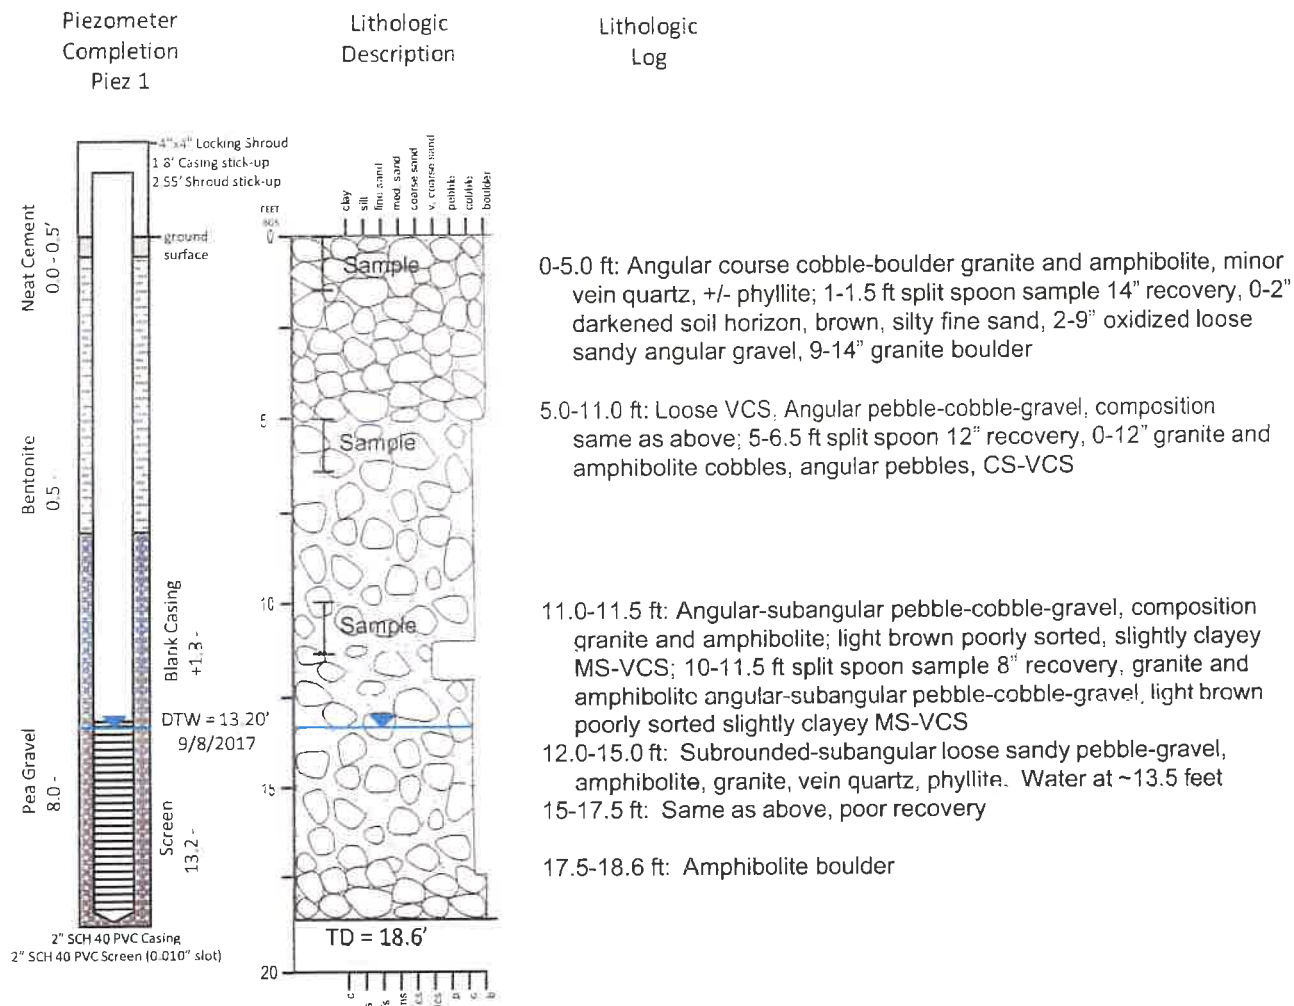 Piezometer
Completion
Piez 1
Lithologic
Description
Lithologic
Log
4"x4" Locking Shroud
1.8' Casing stick-up
2.55' Shroud stick-up
ground
surface
Neat Cement
0.0 - 0.5'
Bentonite
0.5 -
Pea Gravel
8.0 -
Blank Casing
+1.3 -
DTW = 13.20'
9/8/2017
Screen
13.2 -
2" SCH 40 PVC Casing
2" SCH 40 PVC Screen (0.010" slot)
FEET
BGS
clay
silt
fine sand
med. sand
coarse sand
v. coarse sand
pebble
cobble
boulder
0
Sample
5
Sample
10
Sample
15
TD = 18.6'
20
c
s
s
ms
cs
vcs
p
c
b
0-5.0 ft: Angular course cobble-boulder granite and amphibolite, minor
vein quartz, +/- phyllite; 1-1.5 ft split spoon sample 14" recovery, 0-2"
darkened soil horizon, brown, silty fine sand, 2-9" oxidized loose
sandy angular gravel, 9-14" granite boulder
5.0-11.0 ft: Loose VCS, Angular pebble-cobble-gravel, composition
same as above; 5-6.5 ft split spoon 12" recovery, 0-12" granite and
amphibolite cobbles, angular pebbles, CS-VCS
11.0-11.5 ft: Angular-subangular pebble-cobble-gravel, composition
granite and amphibolite; light brown poorly sorted, slightly clayey
MS-VCS; 10-11.5 ft split spoon sample 8" recovery, granite and
amphibolite angular-subangular pebble-cobble-gravel, light brown
poorly sorted slightly clayey MS-VCS
12.0-15.0 ft: Subrounded-subangular loose sandy pebble-gravel,
amphibolite, granite, vein quartz, phyllite. Water at ~13.5 feet
15-17.5 ft: Same as above, poor recovery
17.5-18.6 ft: Amphibolite boulder